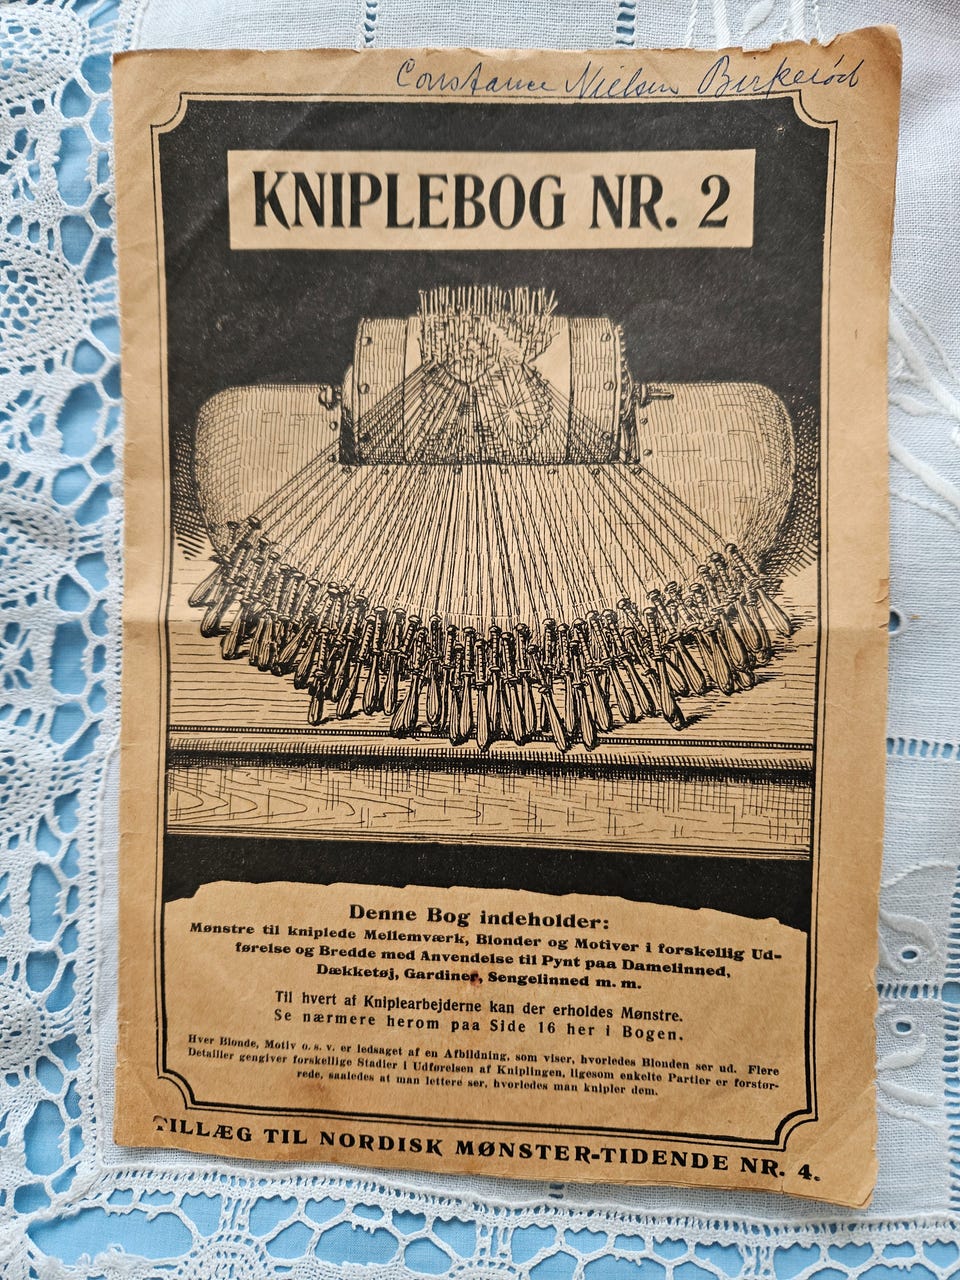 Constance Nielsen Birkerød
KNIPLEBOG NR. 2
Denne Bog indeholder:
Mønstre til kniplede Mellemværk, Blonder og Motiver i forskellig Ud-
førelse og Bredde med Anvendelse til Pynt paa Damelinned,
Dækketøj, Gardiner, Sengelinned m. m.
Til hvert af Kniplearbejderne kan der erholdes Mønstre.
Se nærmere herom paa Side 16 her i Bogen.
Hver Blonde, Motiv o. s. v. er ledsaget af en Afbildning, som viser, hvorledes Blonden ser ud. Flere
Detailler gengiver forskellige Stadier i Udførelsen af Kniplingen, ligesom enkelte Partier er forstør-
rede, saaledes at man lettere ser, hvorledes man knipler dem.
TILLÆG TIL NORDISK MØNSTER-TIDENDE NR. 4.